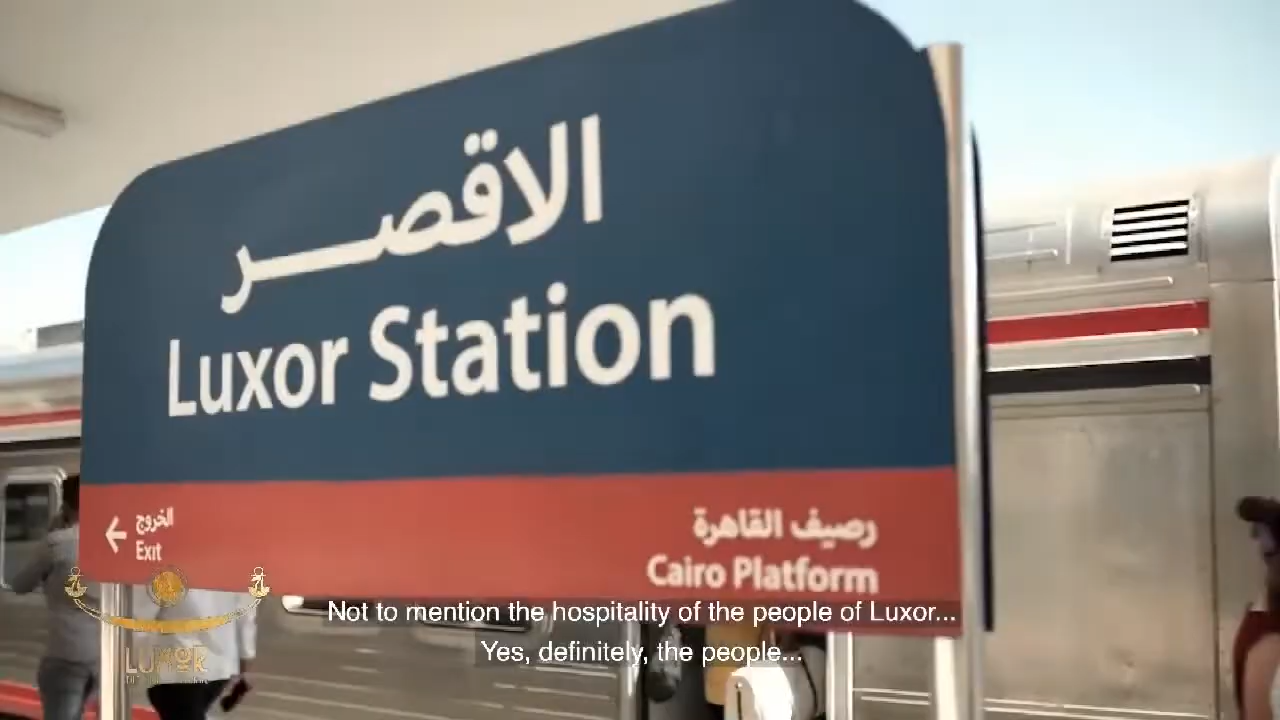 الاقصر
Luxor Station
الخروج
Exit
رصيف القاهرة
Cairo Platform
LUXOR
Not to mention the hospitality of the people of Luxor...
Yes, definitely, the people...